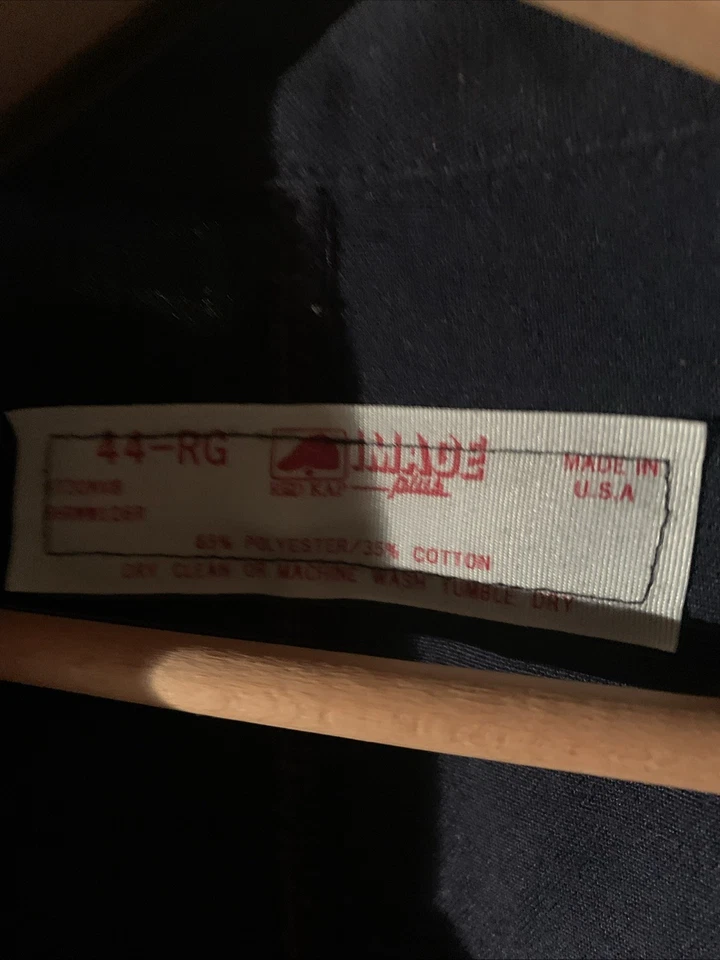 44-RG
IMAGE
RED KAP plus
MADE IN
U.S.A
65% POLYESTER/35% COTTON
DRY CLEAN OR MACHINE WASH TUMBLE DRY